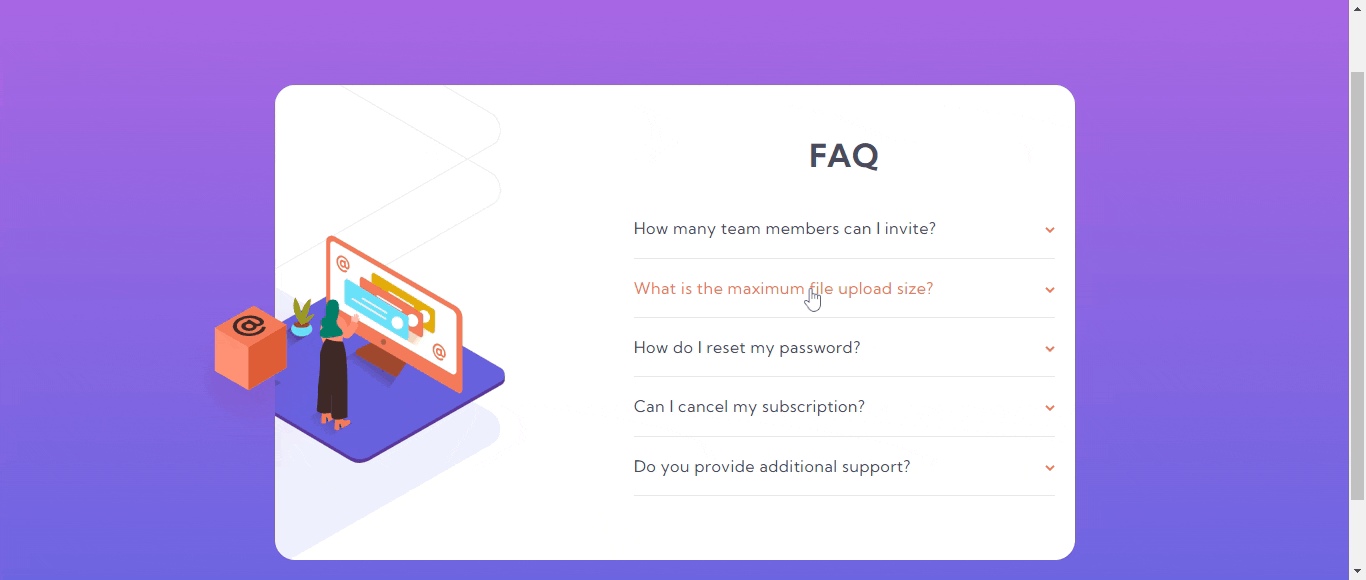 FAQ
How many team members can I invite?
What is the maximum file upload size?
How do I reset my password?
Can I cancel my subscription?
Do you provide additional support?
@
@
@